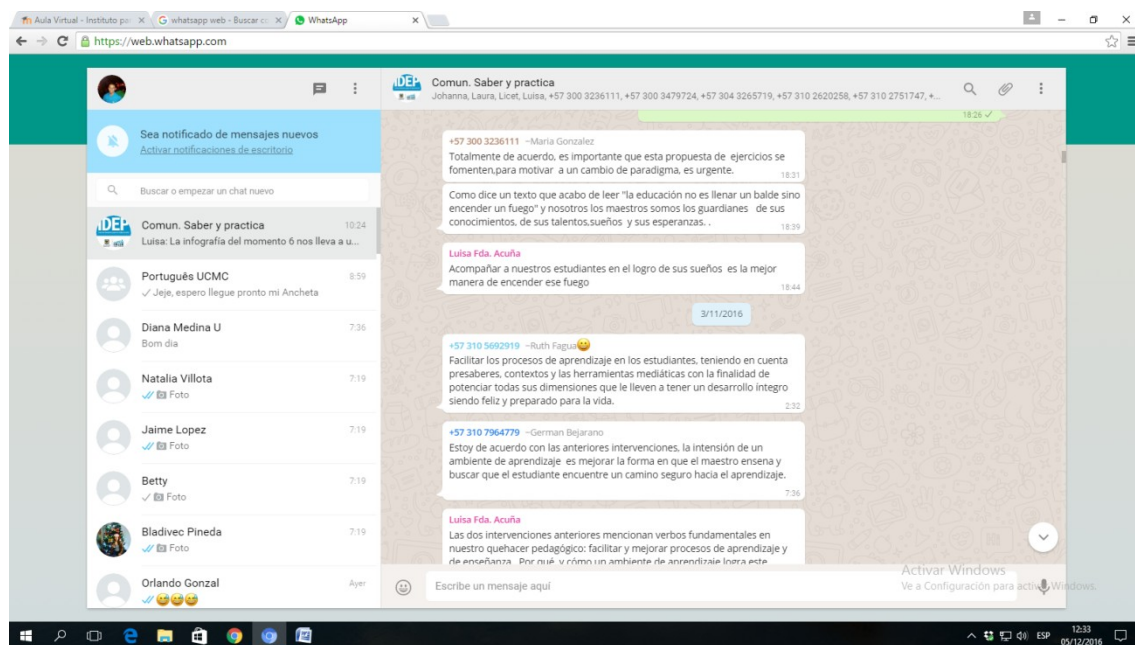 Aula Virtual - Instituto pa
whatsapp web - Buscar c
WhatsApp
https://web.whatsapp.com
IDEP
Comun. Saber y practica
Johanna, Laura, Licet, Luisa, +57 300 3236111, +57 300 3479724, +57 304 3265719, +57 310 2620258, +57 310 2751747, +...
Sea notificado de mensajes nuevos
Activar notificaciones de escritorio
Buscar o empezar un chat nuevo
IDEP
Comun. Saber y practica 10:24
Luisa: La infografía del momento 6 nos lleva a u...
Português UCMC 8:59
Jeje, espero llegue pronto mi Ancheta
Diana Medina U 7:36
Bom dia
Natalia Villota 7:19
Foto
Jaime Lopez 7:19
Foto
Betty 7:19
Foto
Bladivec Pineda 7:19
Foto
Orlando Gonzal Ayer
18:26
+57 300 3236111 ~Maria Gonzalez
Totalmente de acuerdo, es importante que esta propuesta de ejercicios se
fomenten,para motivar a un cambio de paradigma, es urgente.
18:31
Como dice un texto que acabo de leer "la educación no es llenar un balde sino
encender un fuego" y nosotros los maestros somos los guardianes de sus
conocimientos, de sus talentos,sueños y sus esperanzas. .
18:39
Luisa Fda. Acuña
Acompañar a nuestros estudiantes en el logro de sus sueños es la mejor
manera de encender ese fuego
18:44
3/11/2016
+57 310 5692919 ~Ruth Fagua😄
Facilitar los procesos de aprendizaje en los estudiantes, teniendo en cuenta
presaberes, contextos y las herramientas mediáticas con la finalidad de
potenciar todas sus dimensiones que le lleven a tener un desarrollo íntegro
siendo feliz y preparado para la vida.
2:32
+57 310 7964779 ~German Bejarano
Estoy de acuerdo con las anteriores intervenciones, la intensión de un
ambiente de aprendizaje es mejorar la forma en que el maestro ensena y
buscar que el estudiante encuentre un camino seguro hacia el aprendizaje.
7:36
Luisa Fda. Acuña
Las dos intervenciones anteriores mencionan verbos fundamentales en
nuestro quehacer pedagógico: facilitar y mejorar procesos de aprendizaje y
de enseñanza. Por qué y cómo un ambiente de aprendizaje logra este
Escribe un mensaje aquí
Activar Windows
Ve a Configuración para activar Windows.
ESP
12:33
05/12/2016